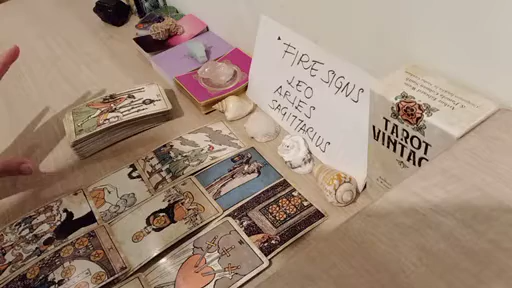 FIRE SIGNS
LEO
ARIES
SAGITTARIUS
TAROT
VINTAG